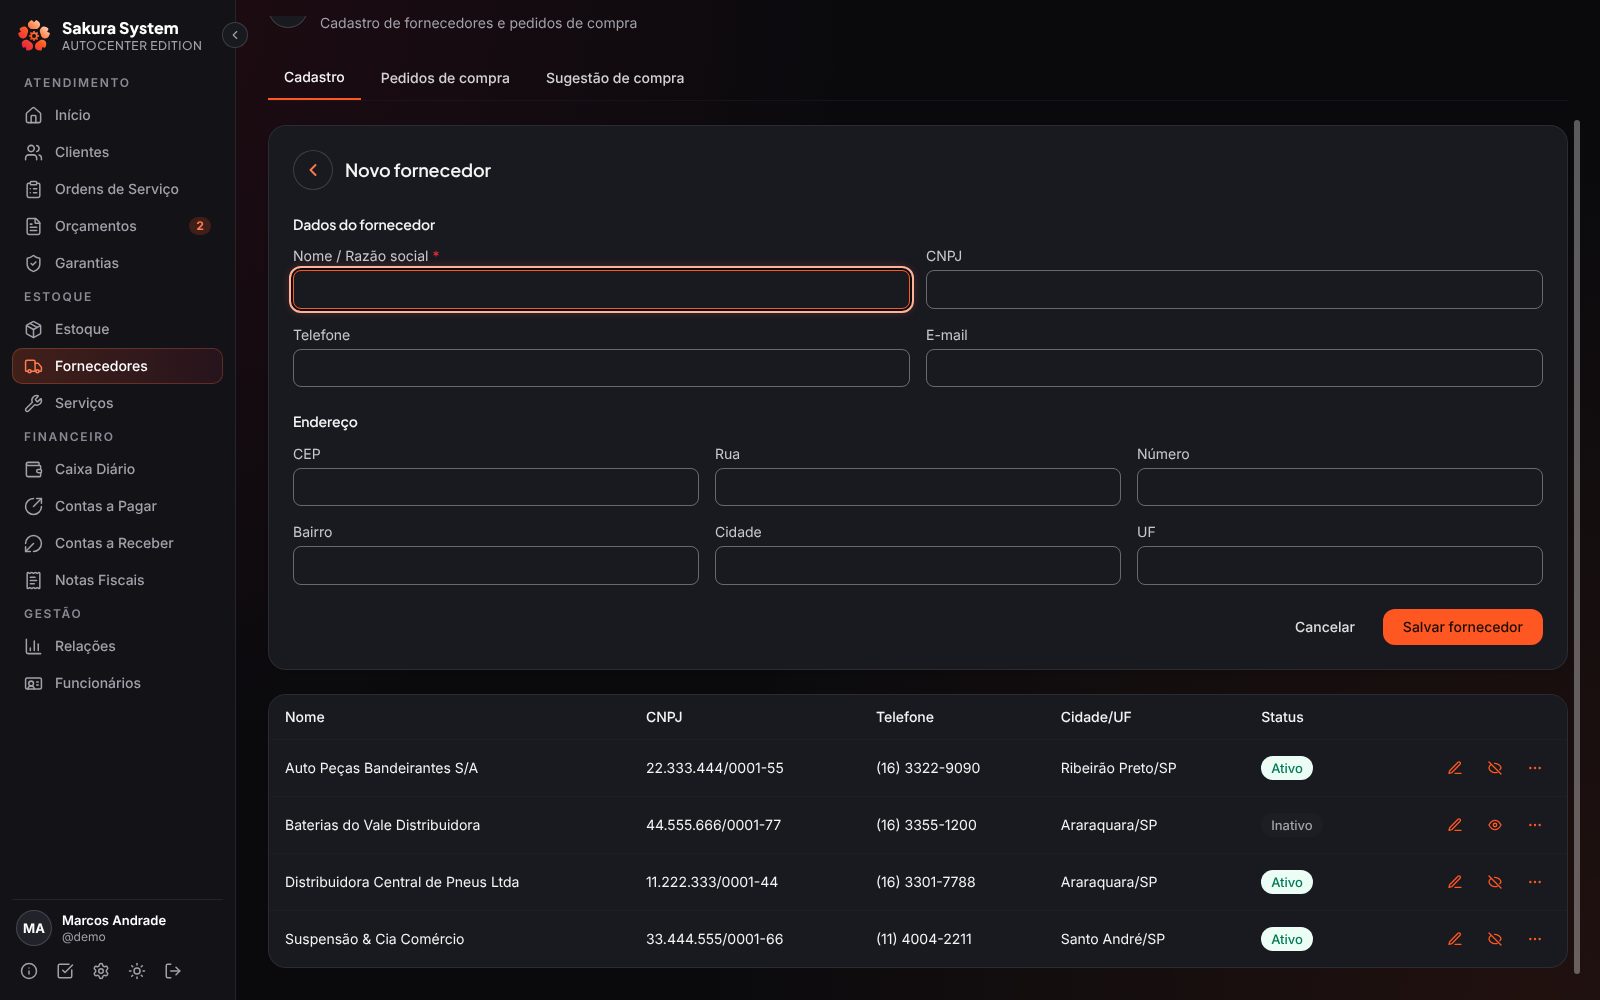 Sakura System
AUTOCENTER EDITION
ATENDIMENTO
Início
Clientes
Ordens de Serviço
Orçamentos 2
Garantias
ESTOQUE
Estoque
Fornecedores
Serviços
FINANCEIRO
Caixa Diário
Contas a Pagar
Contas a Receber
Notas Fiscais
GESTÃO
Relações
Funcionários
MA
Marcos Andrade
@demo
Cadastro de fornecedores e pedidos de compra
Cadastro Pedidos de compra Sugestão de compra
Novo fornecedor
Dados do fornecedor
Nome / Razão social * CNPJ
Telefone E-mail
Endereço
CEP Rua Número
Bairro Cidade UF
Cancelar Salvar fornecedor
Nome CNPJ Telefone Cidade/UF Status
Auto Peças Bandeirantes S/A 22.333.444/0001-55 (16) 3322-9090 Ribeirão Preto/SP Ativo
Baterias do Vale Distribuidora 44.555.666/0001-77 (16) 3355-1200 Araraquara/SP Inativo
Distribuidora Central de Pneus Ltda 11.222.333/0001-44 (16) 3301-7788 Araraquara/SP Ativo
Suspensão & Cia Comércio 33.444.555/0001-66 (11) 4004-2211 Santo André/SP Ativo